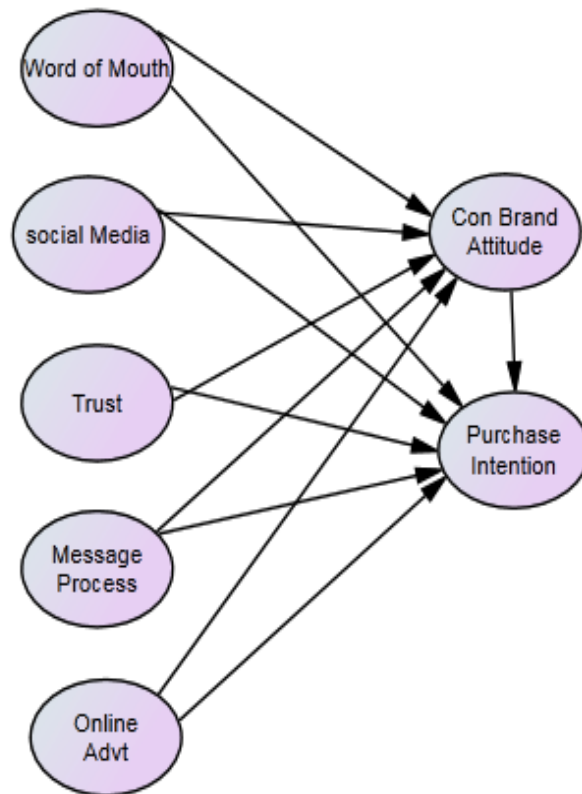 Word of Mouth
social Media
Con Brand
Attitude
Trust
Purchase
Intention
Message
Process
Online
Advt